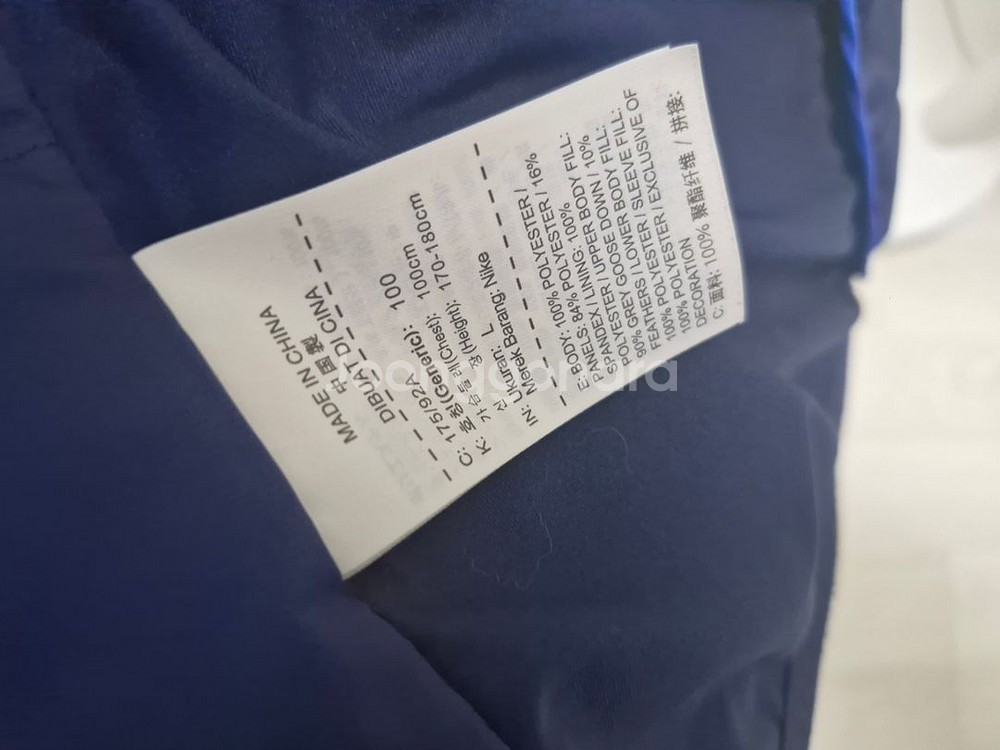 MADE IN CHINA
中国製
DIBUAT DI CINA
C: 175/92A
호칭(Generic): 100
K: 가슴둘레(Chest): 100cm
신장(Height): 170-180cm
IN: Ukuran: L
Merek Barang: Nike
E: BODY: 100% POLYESTER /
PANELS: 84% POLYESTER / 16%
SPANDEX / LINING: 100%
POLYESTER / UPPER BODY FILL:
90% GREY GOOSE DOWN / 10%
FEATHERS / LOWER BODY FILL:
100% POLYESTER / SLEEVE FILL:
100% POLYESTER / EXCLUSIVE OF
DECORATION
C: 面料: 100% 聚酯纤维 / 拼接: